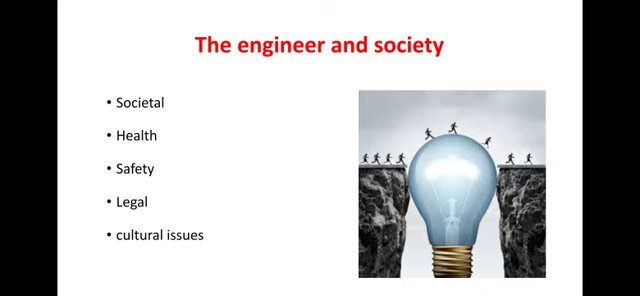 The engineer and society
• Societal
• Health
• Safety
• Legal
• cultural issues